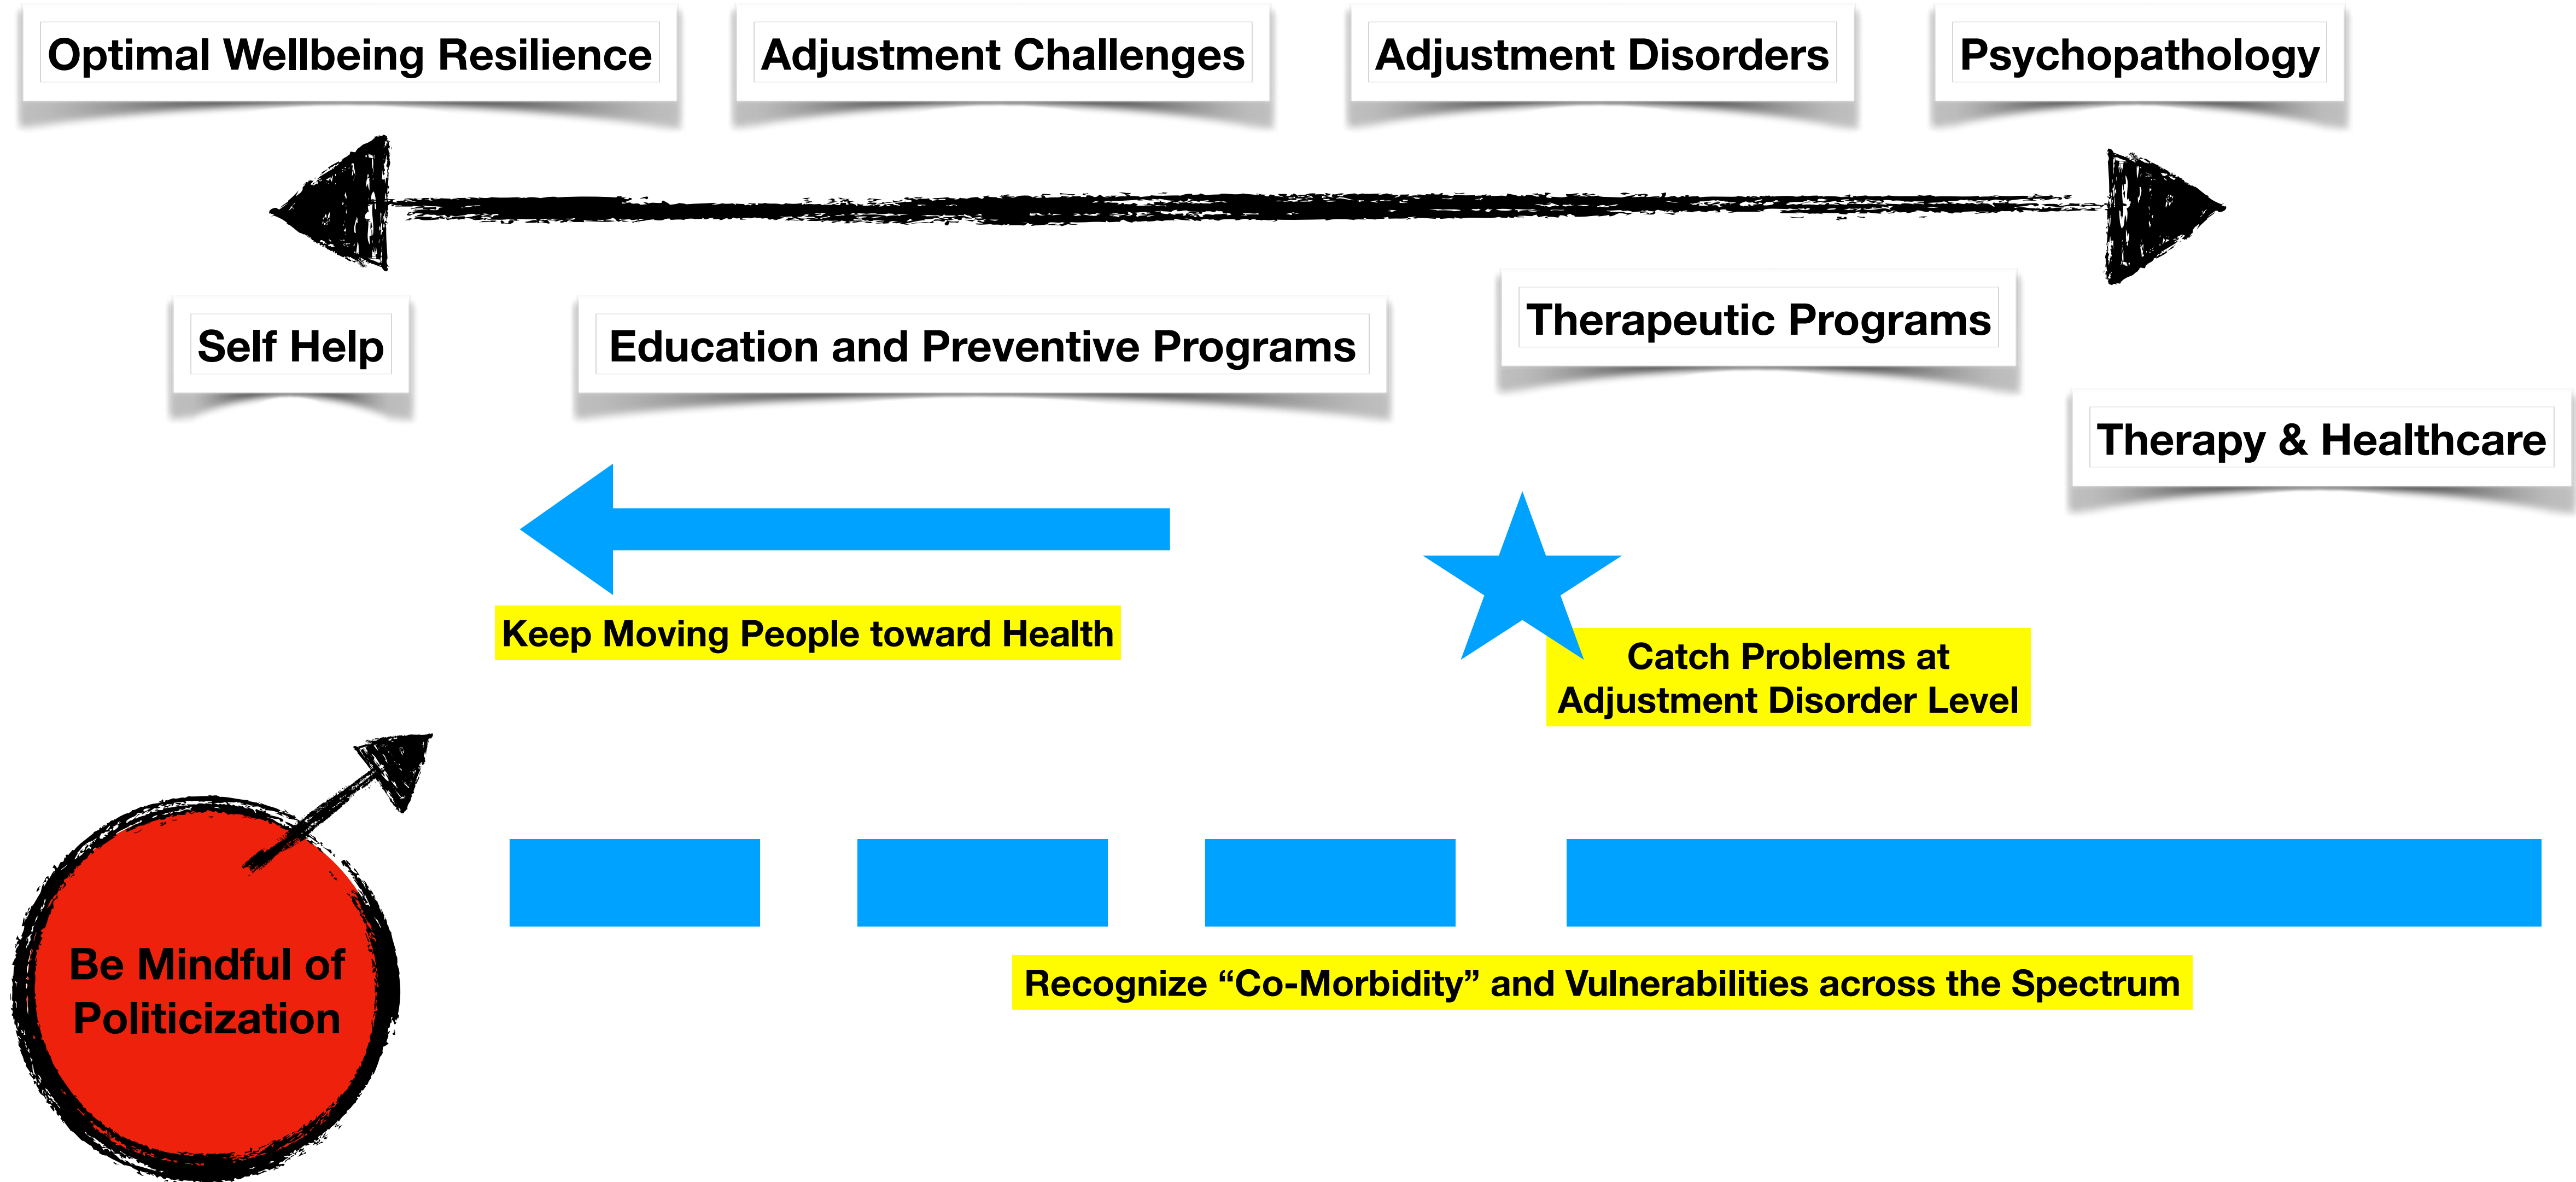 Optimal Wellbeing Resilience
Adjustment Challenges
Adjustment Disorders
Psychopathology
Self Help
Education and Preventive Programs
Therapeutic Programs
Therapy & Healthcare
Keep Moving People toward Health
Catch Problems at
Adjustment Disorder Level
Be Mindful of
Politicization
Recognize “Co-Morbidity” and Vulnerabilities across the Spectrum